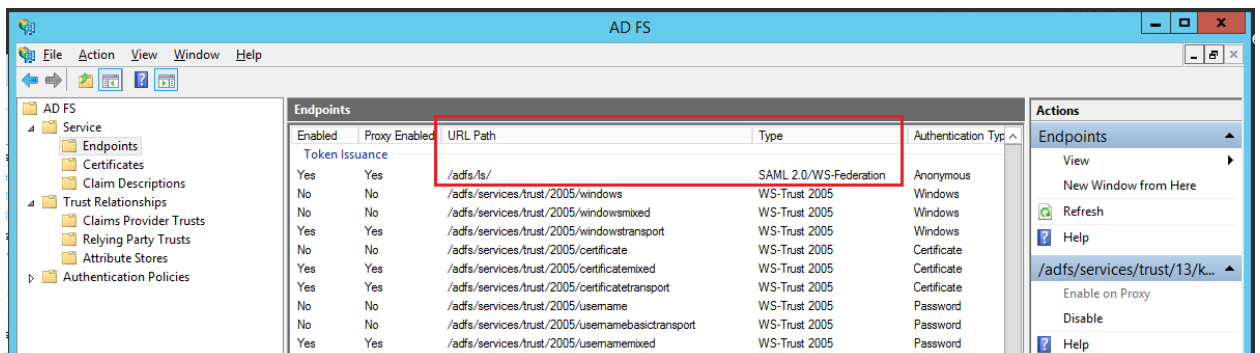 AD FS
File Action View Window Help
AD FS
Service
Endpoints
Certificates
Claim Descriptions
Trust Relationships
Claims Provider Trusts
Relying Party Trusts
Attribute Stores
Authentication Policies
Endpoints
Enabled Proxy Enabled URL Path Type Authentication Typ
Token Issuance
Yes Yes /adfs/ls/ SAML 2.0/WS-Federation Anonymous
No No /adfs/services/trust/2005/windows WS-Trust 2005 Windows
No No /adfs/services/trust/2005/windowsmixed WS-Trust 2005 Windows
Yes Yes /adfs/services/trust/2005/windowstransport WS-Trust 2005 Windows
No No /adfs/services/trust/2005/certificate WS-Trust 2005 Certificate
Yes Yes /adfs/services/trust/2005/certificatemixed WS-Trust 2005 Certificate
Yes Yes /adfs/services/trust/2005/certificatetransport WS-Trust 2005 Certificate
No No /adfs/services/trust/2005/username WS-Trust 2005 Password
No No /adfs/services/trust/2005/usernamebasictransport WS-Trust 2005 Password
Yes Yes /adfs/services/trust/2005/usernamemixed WS-Trust 2005 Password
Actions
Endpoints
View
New Window from Here
Refresh
Help
/adfs/services/trust/13/k...
Enable on Proxy
Disable
Help